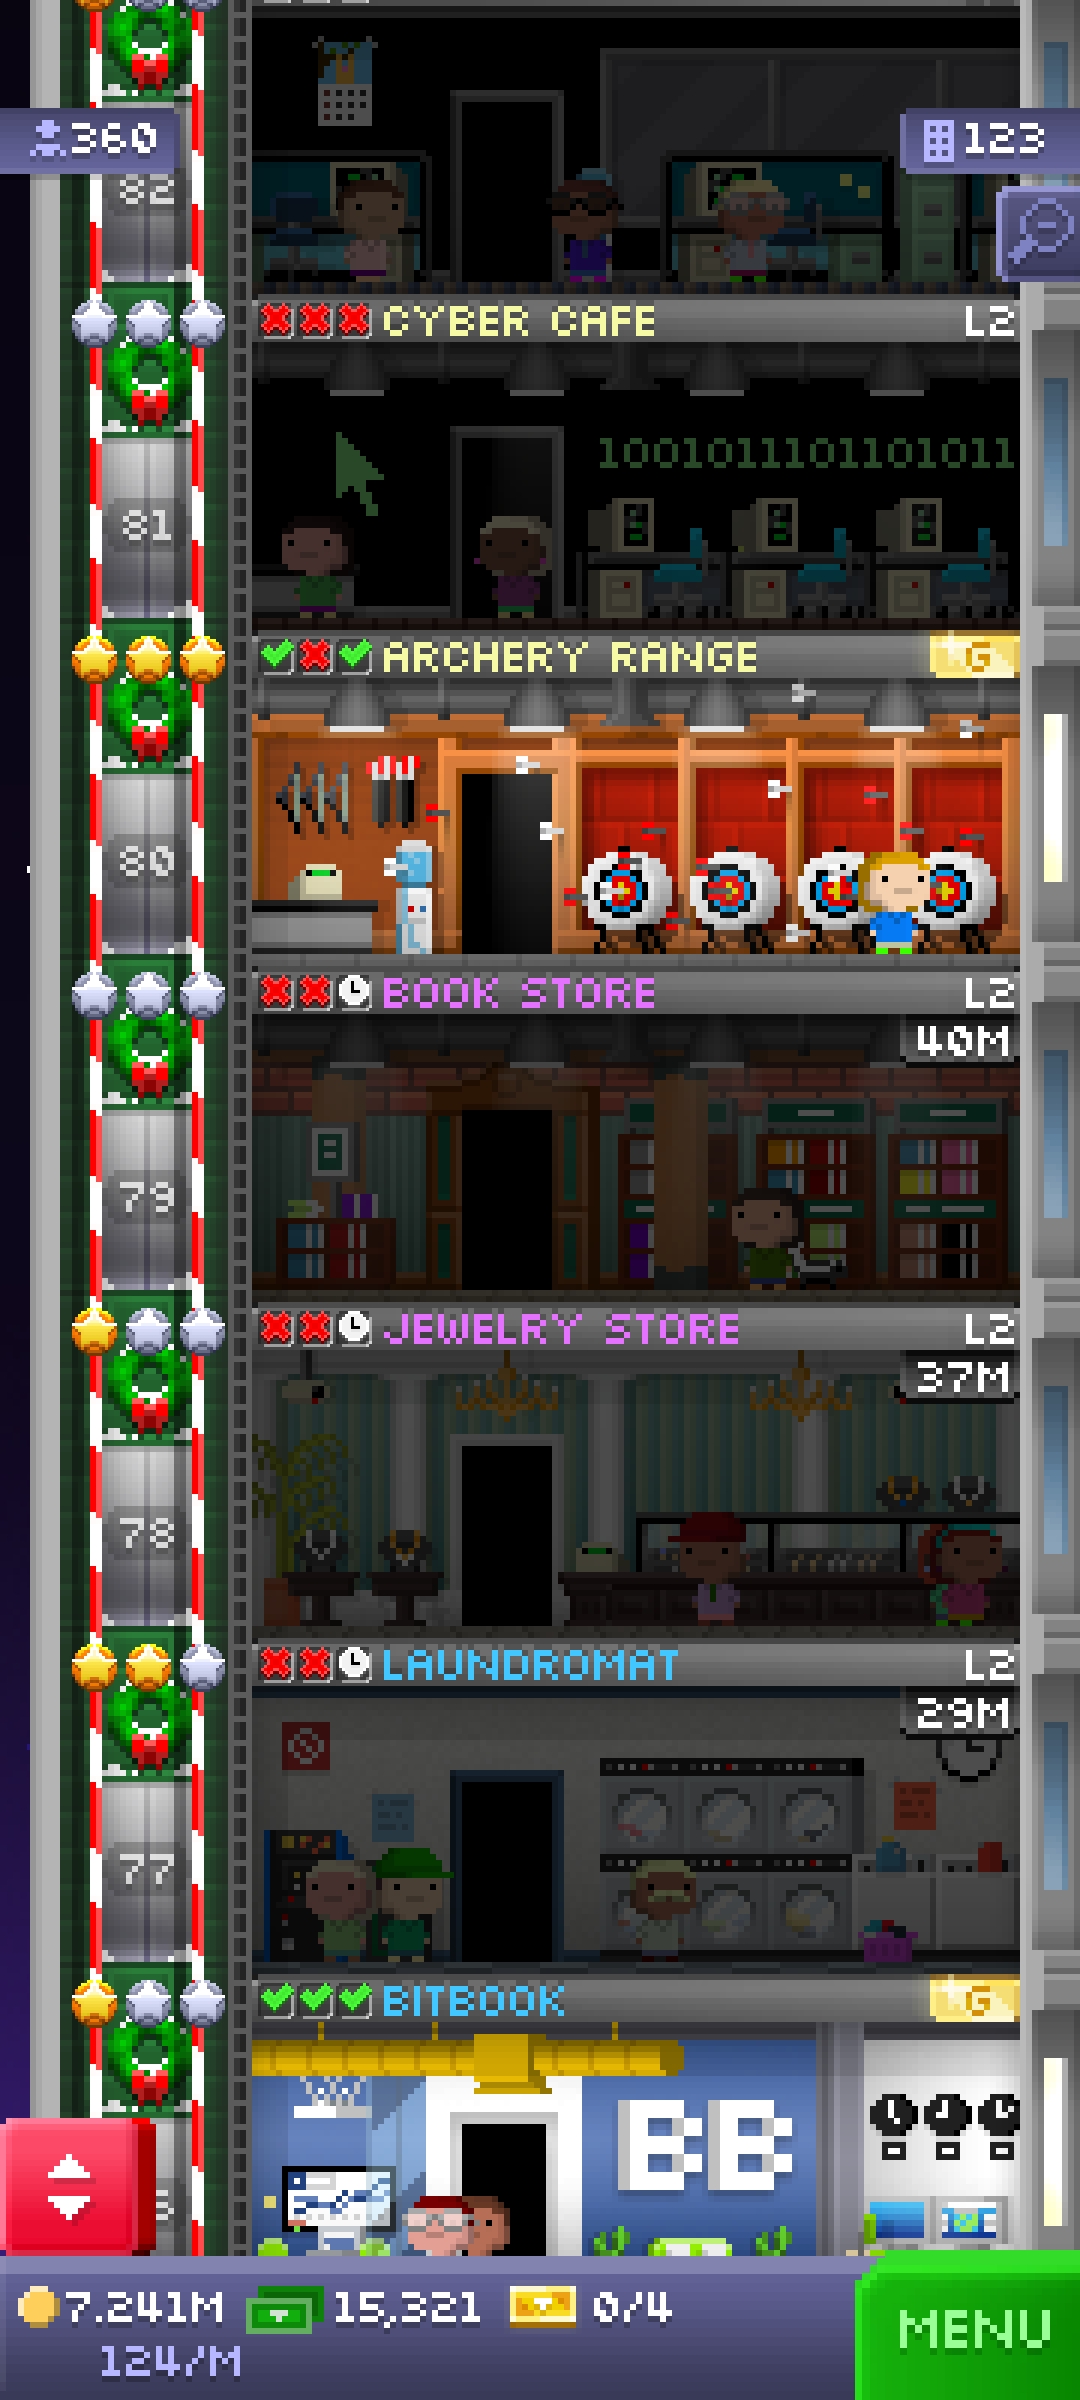 360
123
82
CYBER CAFE L2
1001011101101011
81
ARCHERY RANGE G
80
BOOK STORE L2
40M
79
JEWELRY STORE L2
37M
78
LAUNDROMAT L2
29M
77
BITBOOK G
BB
7.241M 15,321 0/4
124/M
MENU